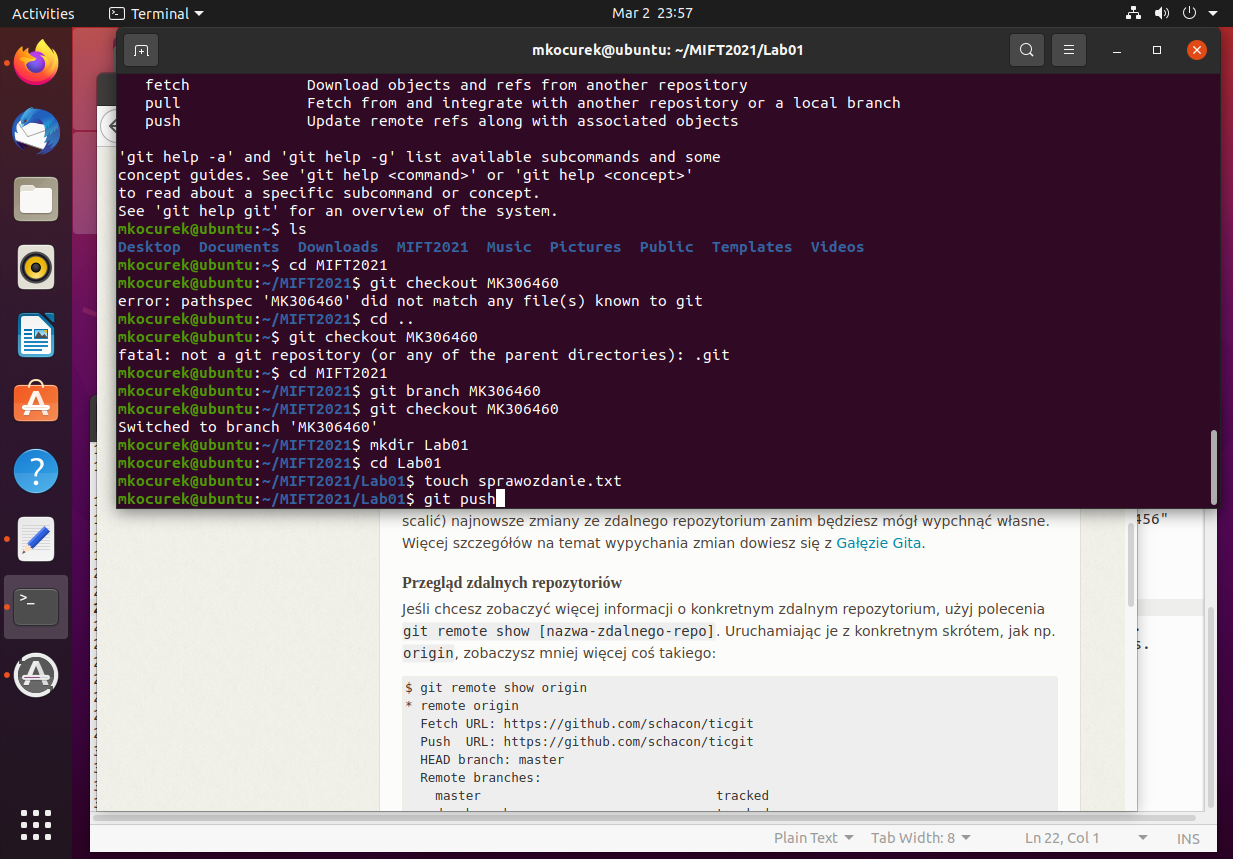 Activities
Terminal
Mar 2 23:57
mkocurek@ubuntu: ~/MIFT2021/Lab01
fetch Download objects and refs from another repository
pull Fetch from and integrate with another repository or a local branch
push Update remote refs along with associated objects
'git help -a' and 'git help -g' list available subcommands and some
concept guides. See 'git help <command>' or 'git help <concept>'
to read about a specific subcommand or concept.
See 'git help git' for an overview of the system.
mkocurek@ubuntu:~$ ls
Desktop Documents Downloads MIFT2021 Music Pictures Public Templates Videos
mkocurek@ubuntu:~$ cd MIFT2021
mkocurek@ubuntu:~/MIFT2021$ git checkout MK306460
error: pathspec 'MK306460' did not match any file(s) known to git
mkocurek@ubuntu:~/MIFT2021$ cd ..
mkocurek@ubuntu:~$ git checkout MK306460
fatal: not a git repository (or any of the parent directories): .git
mkocurek@ubuntu:~$ cd MIFT2021
mkocurek@ubuntu:~/MIFT2021$ git branch MK306460
mkocurek@ubuntu:~/MIFT2021$ git checkout MK306460
Switched to branch 'MK306460'
mkocurek@ubuntu:~/MIFT2021$ mkdir Lab01
mkocurek@ubuntu:~/MIFT2021$ cd Lab01
mkocurek@ubuntu:~/MIFT2021/Lab01$ touch sprawozdanie.txt
mkocurek@ubuntu:~/MIFT2021/Lab01$ git push
scalić) najnowsze zmiany ze zdalnego repozytorium zanim będziesz mógł wypchnąć własne.
456"
Więcej szczegółów na temat wypychania zmian dowiesz się z Gałęzie Gita.
Przegląd zdalnych repozytoriów
Jeśli chcesz zobaczyć więcej informacji o konkretnym zdalnym repozytorium, użyj polecenia
git remote show [nazwa-zdalnego-repo]. Uruchamiając je z konkretnym skrótem, jak np.
origin, zobaczysz mniej więcej coś takiego:
$ git remote show origin
* remote origin
Fetch URL: https://github.com/schacon/ticgit
Push URL: https://github.com/schacon/ticgit
HEAD branch: master
Remote branches:
master tracked
Plain Text
Tab Width: 8
Ln 22, Col 1
INS